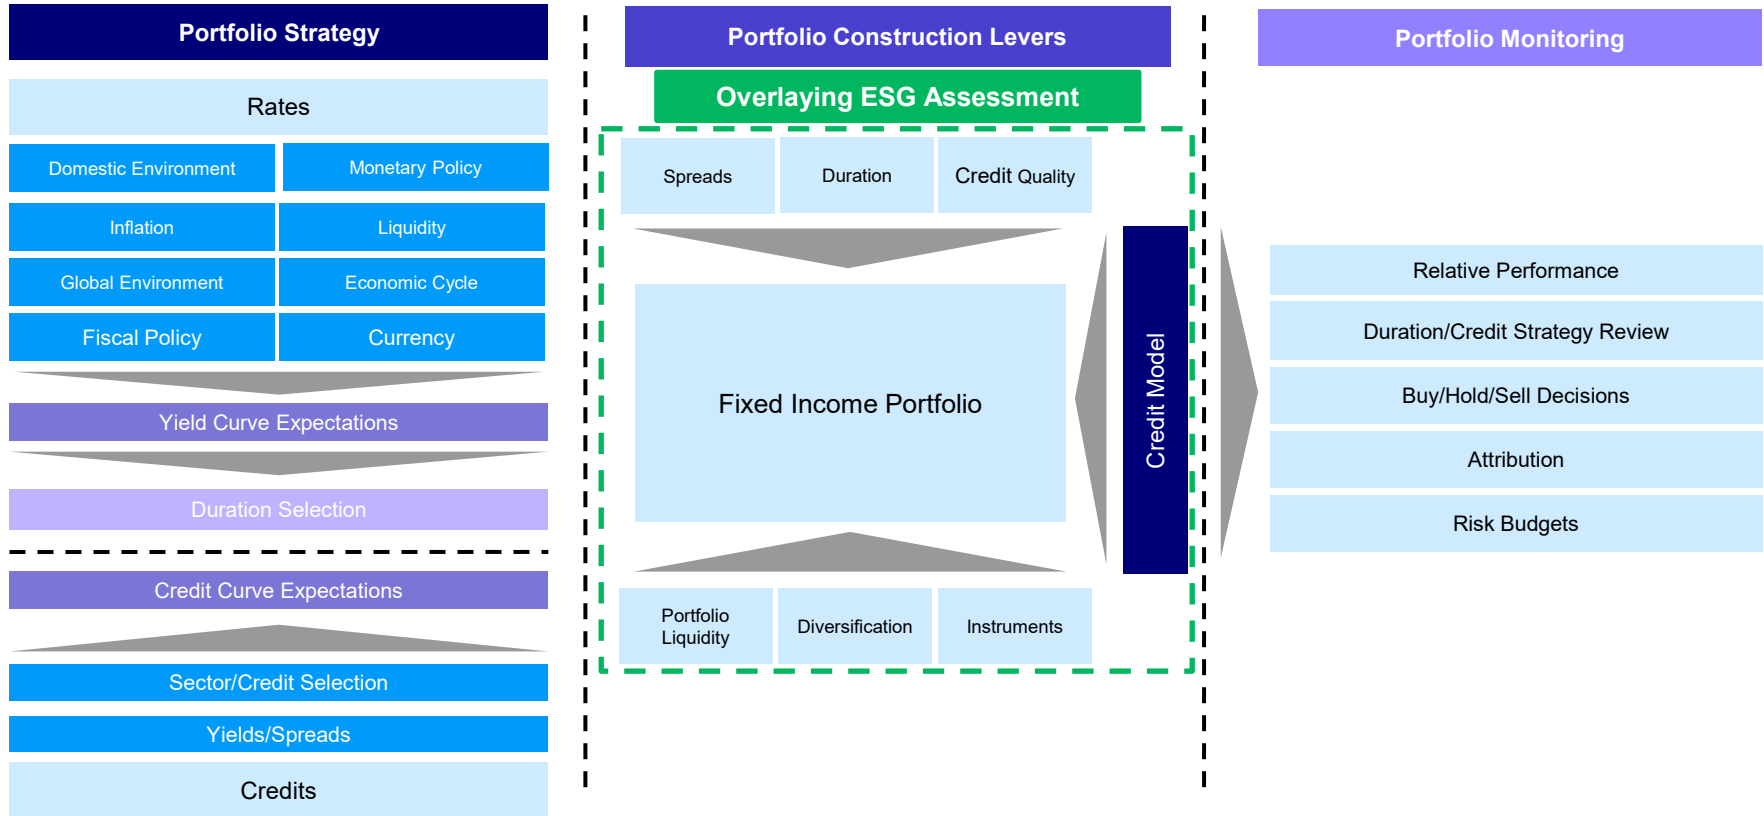 Portfolio Strategy
Rates
Domestic Environment
Monetary Policy
Inflation
Liquidity
Global Environment
Economic Cycle
Fiscal Policy
Currency
Yield Curve Expectations
Duration Selection
Credit Curve Expectations
Sector/Credit Selection
Yields/Spreads
Credits
Portfolio Construction Levers
Overlaying ESG Assessment
Spreads
Duration
Credit Quality
Fixed Income Portfolio
Credit Model
Portfolio
Liquidity
Diversification
Instruments
Portfolio Monitoring
Relative Performance
Duration/Credit Strategy Review
Buy/Hold/Sell Decisions
Attribution
Risk Budgets